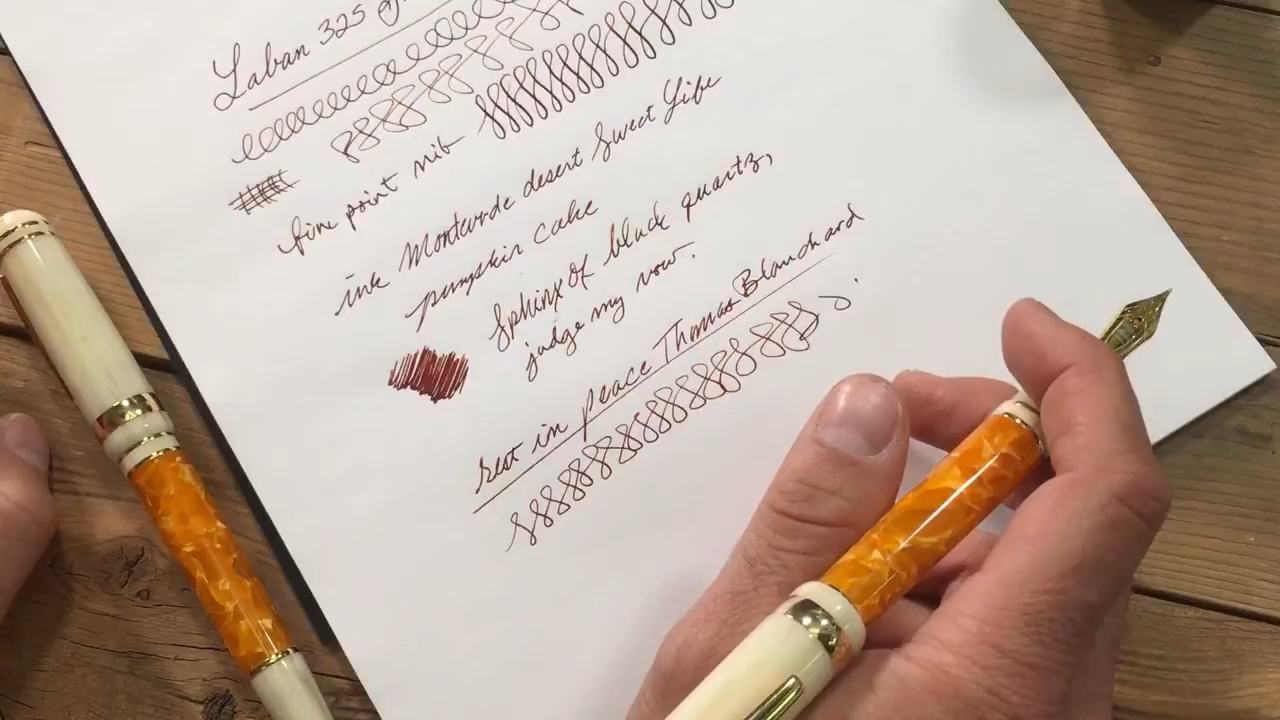 Laban 325
fine point nib
ink Monteverde desert Sweet Life
pumpkin cake
Sphinx of black quartz,
judge my vow.
rest in peace Thomas Blanchard